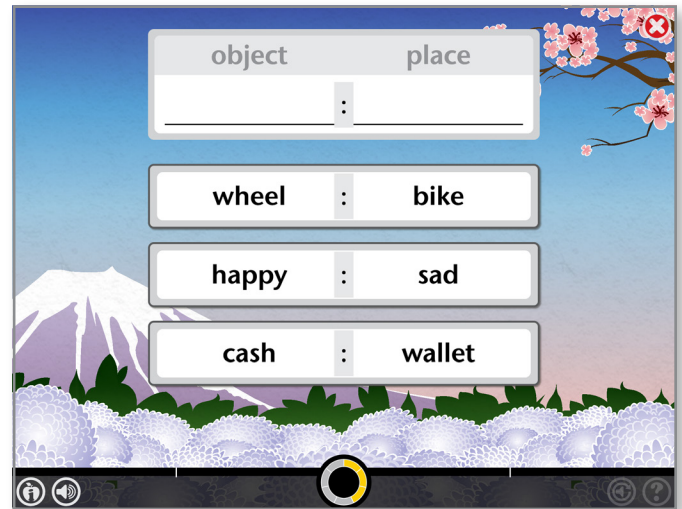 object place
:
wheel : bike
happy : sad
cash : wallet